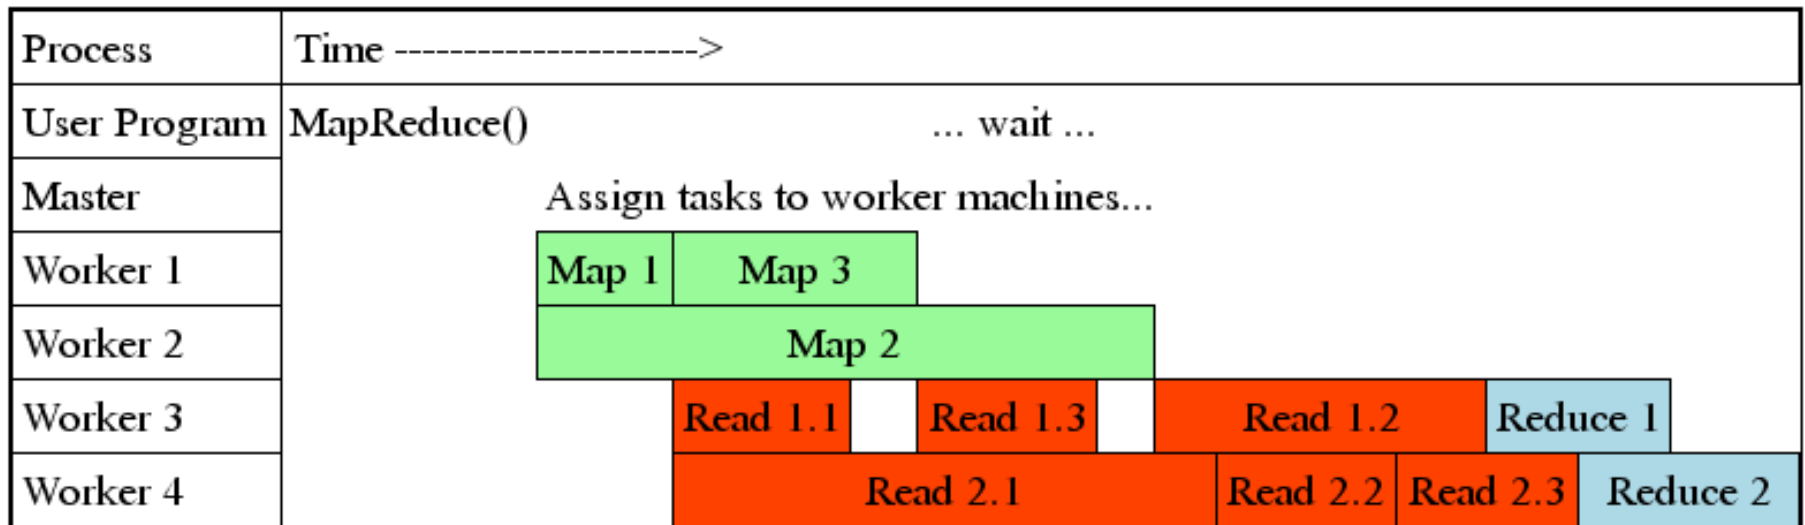 Process Time ---------------------->
User Program MapReduce() ... wait ...
Master Assign tasks to worker machines...
Worker 1 Map 1 Map 3
Worker 2 Map 2
Worker 3 Read 1.1 Read 1.3 Read 1.2 Reduce 1
Worker 4 Read 2.1 Read 2.2 Read 2.3 Reduce 2